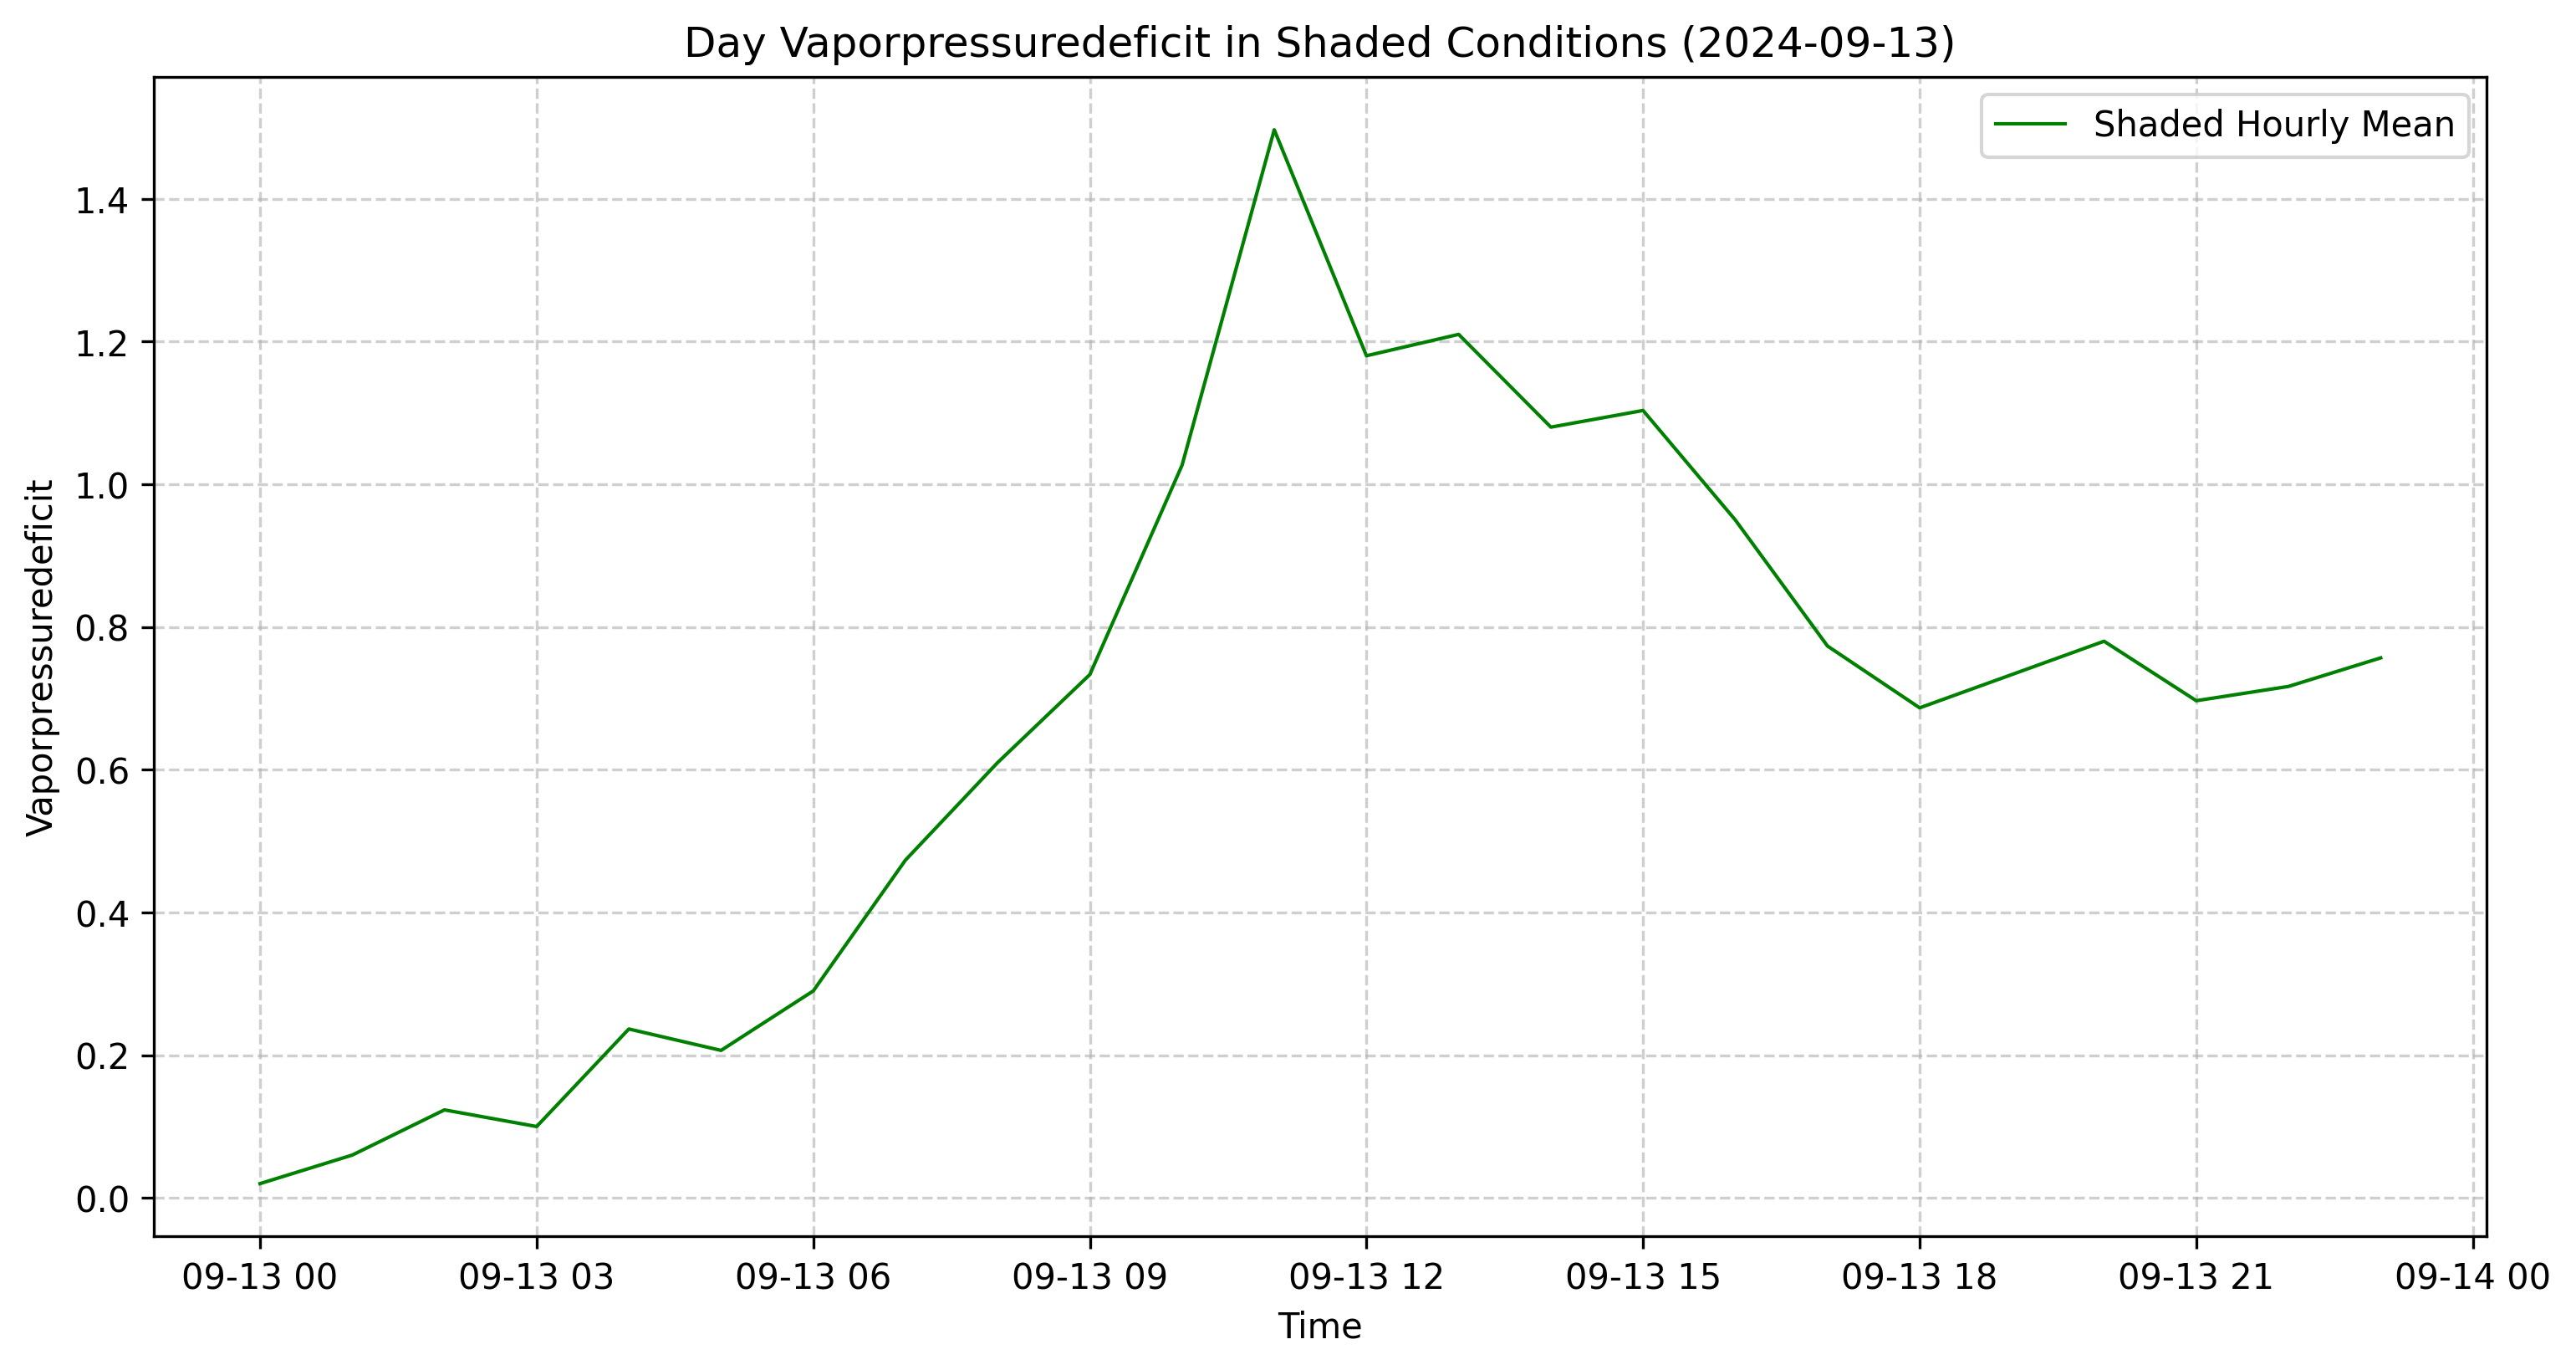 Day Vaporpressuredeficit in Shaded Conditions (2024-09-13)
Shaded Hourly Mean
Vaporpressuredeficit
1.4
1.2
1.0
0.8
0.6
0.4
0.2
0.0
09-13 00 09-13 03 09-13 06 09-13 09 09-13 12 09-13 15 09-13 18 09-13 21 09-14 00
Time